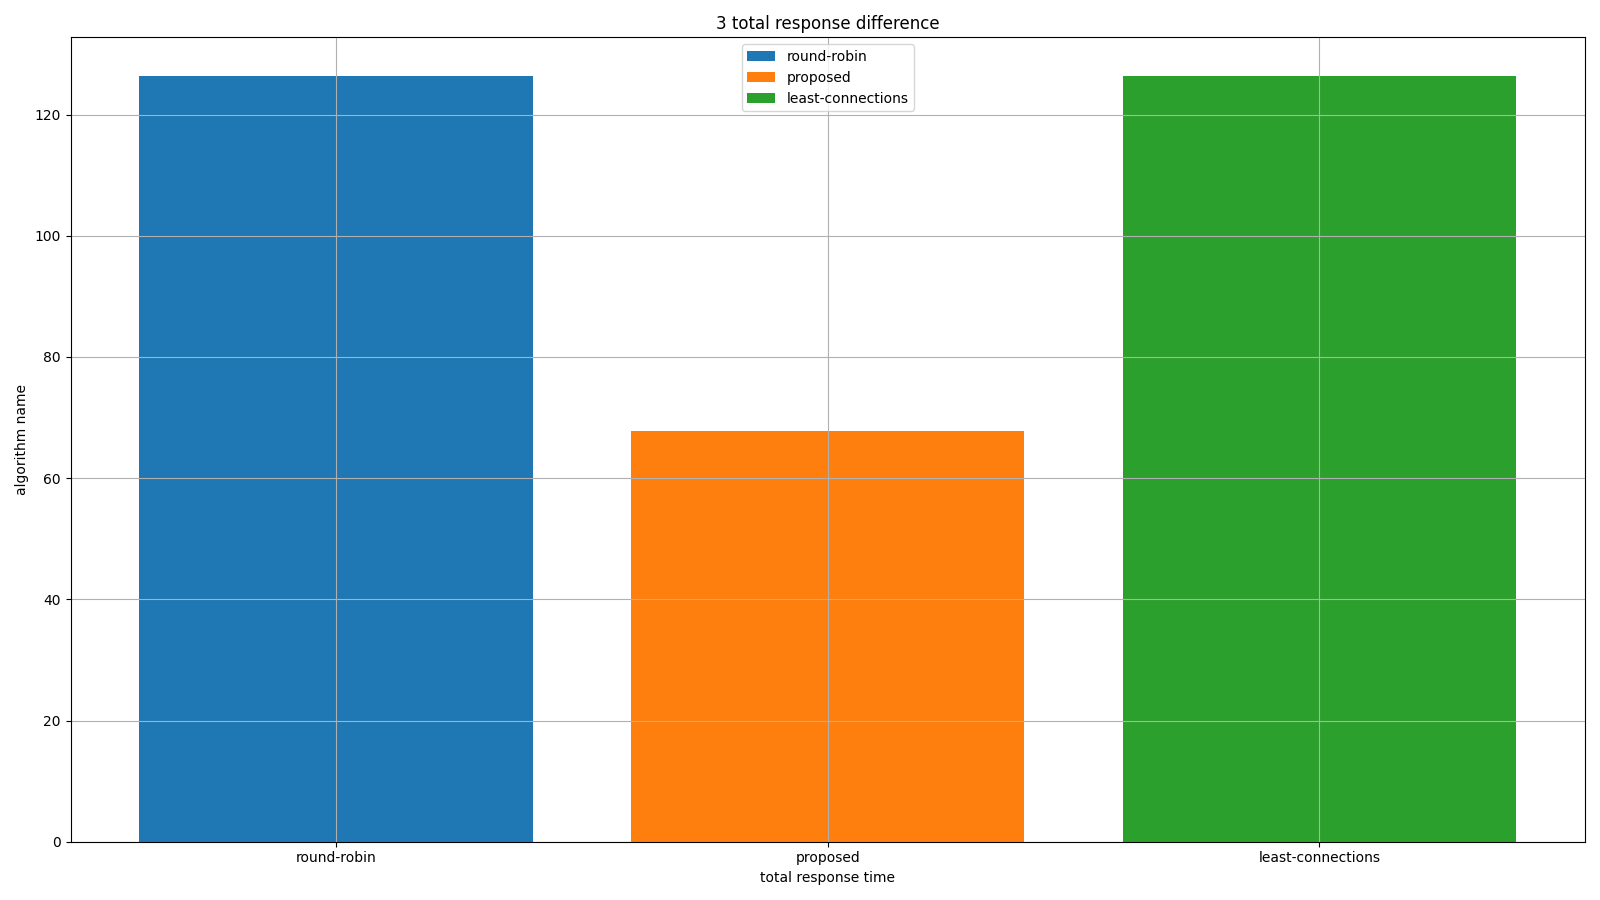 3 total response difference
round-robin
proposed
least-connections
120
100
80
60
40
20
0
algorithm name
round-robin proposed least-connections
total response time